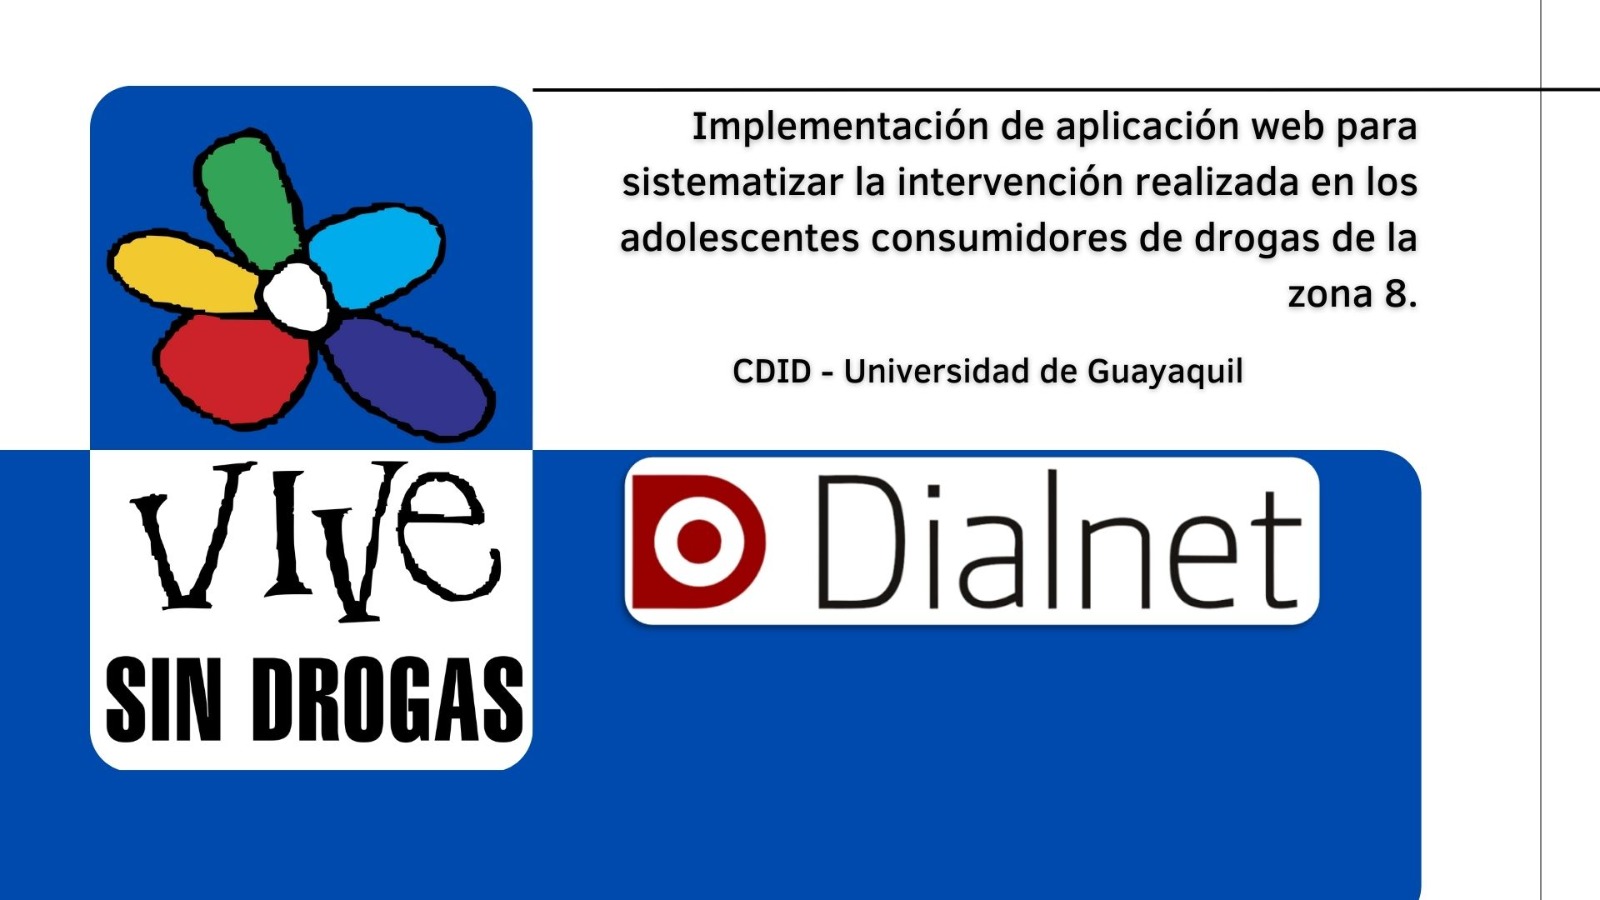 Implementación de aplicación web para
sistematizar la intervención realizada en los
adolescentes consumidores de drogas de la
zona 8.
CDID - Universidad de Guayaquil
vive
SIN DROGAS
Dialnet